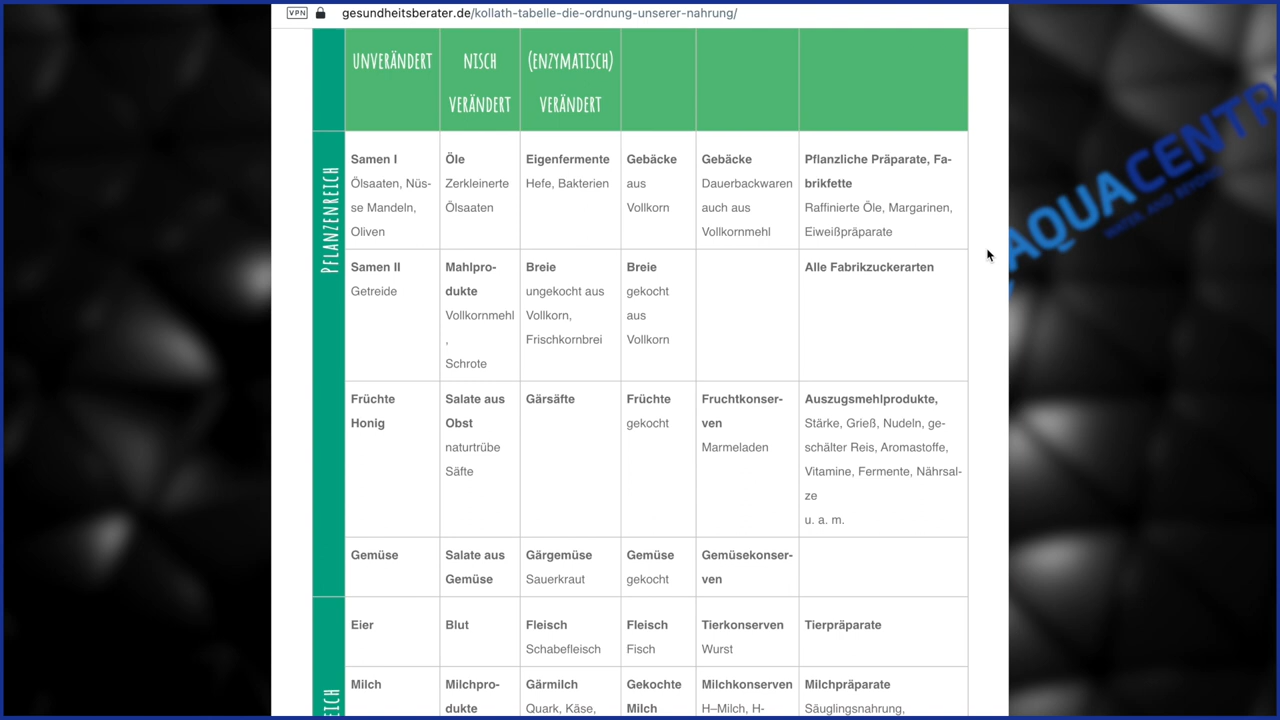 VPN gesundheitsberater.de/kollath-tabelle-die-ordnung-unserer-nahrung/
UNVERÄNDERT
NISCH
VERÄNDERT
(ENZYMATISCH)
VERÄNDERT
PFLANZENREICH
Samen I
Ölsaaten, Nüs-
se Mandeln,
Oliven
Öle
Zerkleinerte
Ölsaaten
Eigenfermente
Hefe, Bakterien
Gebäcke
aus
Vollkorn
Gebäcke
Dauerbackwaren
auch aus
Vollkornmehl
Pflanzliche Präparate, Fa-
brikfette
Raffinierte Öle, Margarinen,
Eiweißpräparate
Samen II
Getreide
Mahlpro-
dukte
Vollkornmehl
,
Schrote
Breie
ungekocht aus
Vollkorn,
Frischkornbrei
Breie
gekocht
aus
Vollkorn
Alle Fabrikzuckerarten
Früchte
Honig
Salate aus
Obst
naturtrübe
Säfte
Gärsäfte
Früchte
gekocht
Fruchtkonser-
ven
Marmeladen
Auszugsmehlprodukte,
Stärke, Grieß, Nudeln, ge-
schälter Reis, Aromastoffe,
Vitamine, Fermente, Nährsal-
ze
u. a. m.
Gemüse
Salate aus
Gemüse
Gärgemüse
Sauerkraut
Gemüse
gekocht
Gemüsekonser-
ven
EICH
Eier
Blut
Fleisch
Schabefleisch
Fleisch
Fisch
Tierkonserven
Wurst
Tierpräparate
Milch
Milchpro-
dukte
Gärmilch
Quark, Käse,
Gekochte
Milch
Milchkonserven
H–Milch, H-
Milchpräparate
Säuglingsnahrung,
AQUACENTR
WATER AND BEYOND